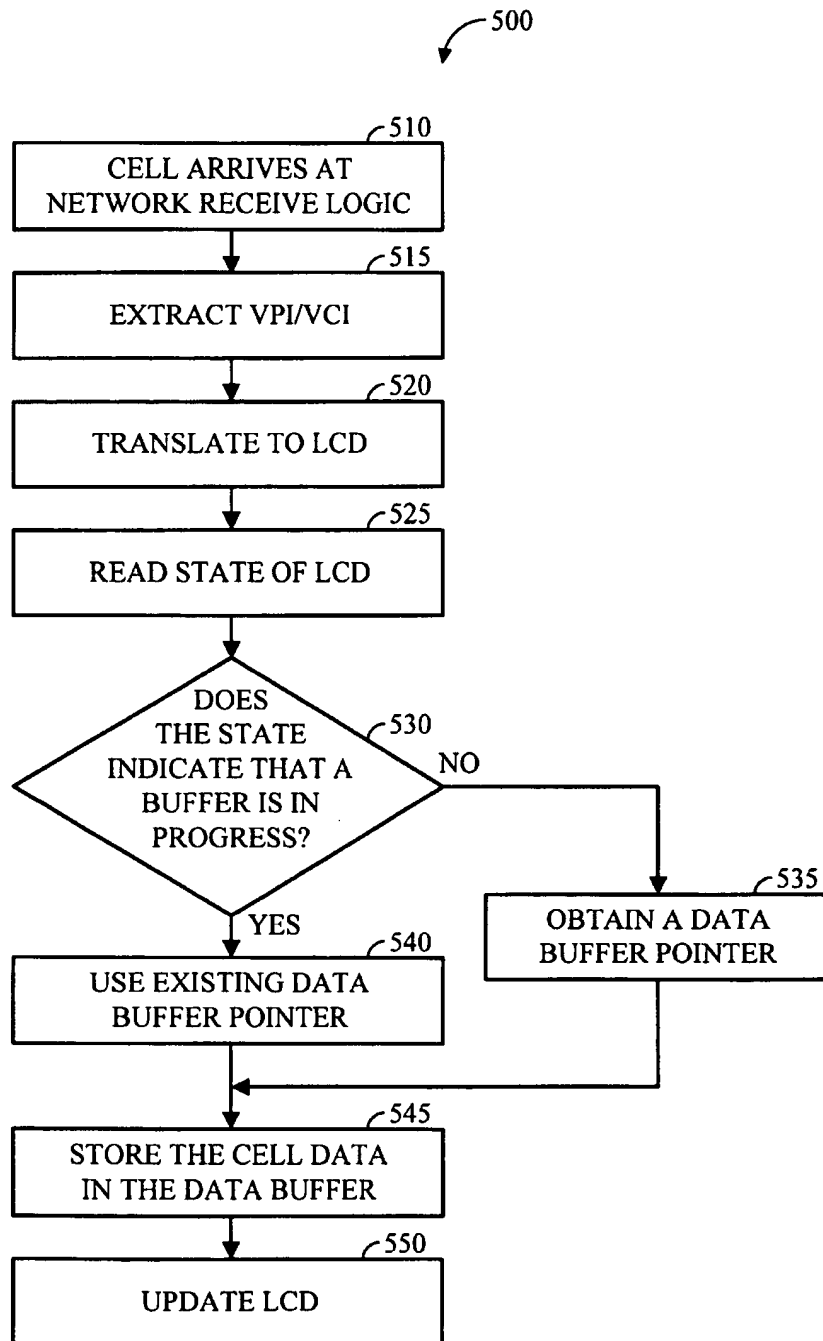 500
510
CELL ARRIVES AT
NETWORK RECEIVE LOGIC
515
EXTRACT VPI/VCI
520
TRANSLATE TO LCD
525
READ STATE OF LCD
530
DOES
THE STATE
INDICATE THAT A
BUFFER IS IN
PROGRESS?
NO
YES
535
OBTAIN A DATA
BUFFER POINTER
540
USE EXISTING DATA
BUFFER POINTER
545
STORE THE CELL DATA
IN THE DATA BUFFER
550
UPDATE LCD